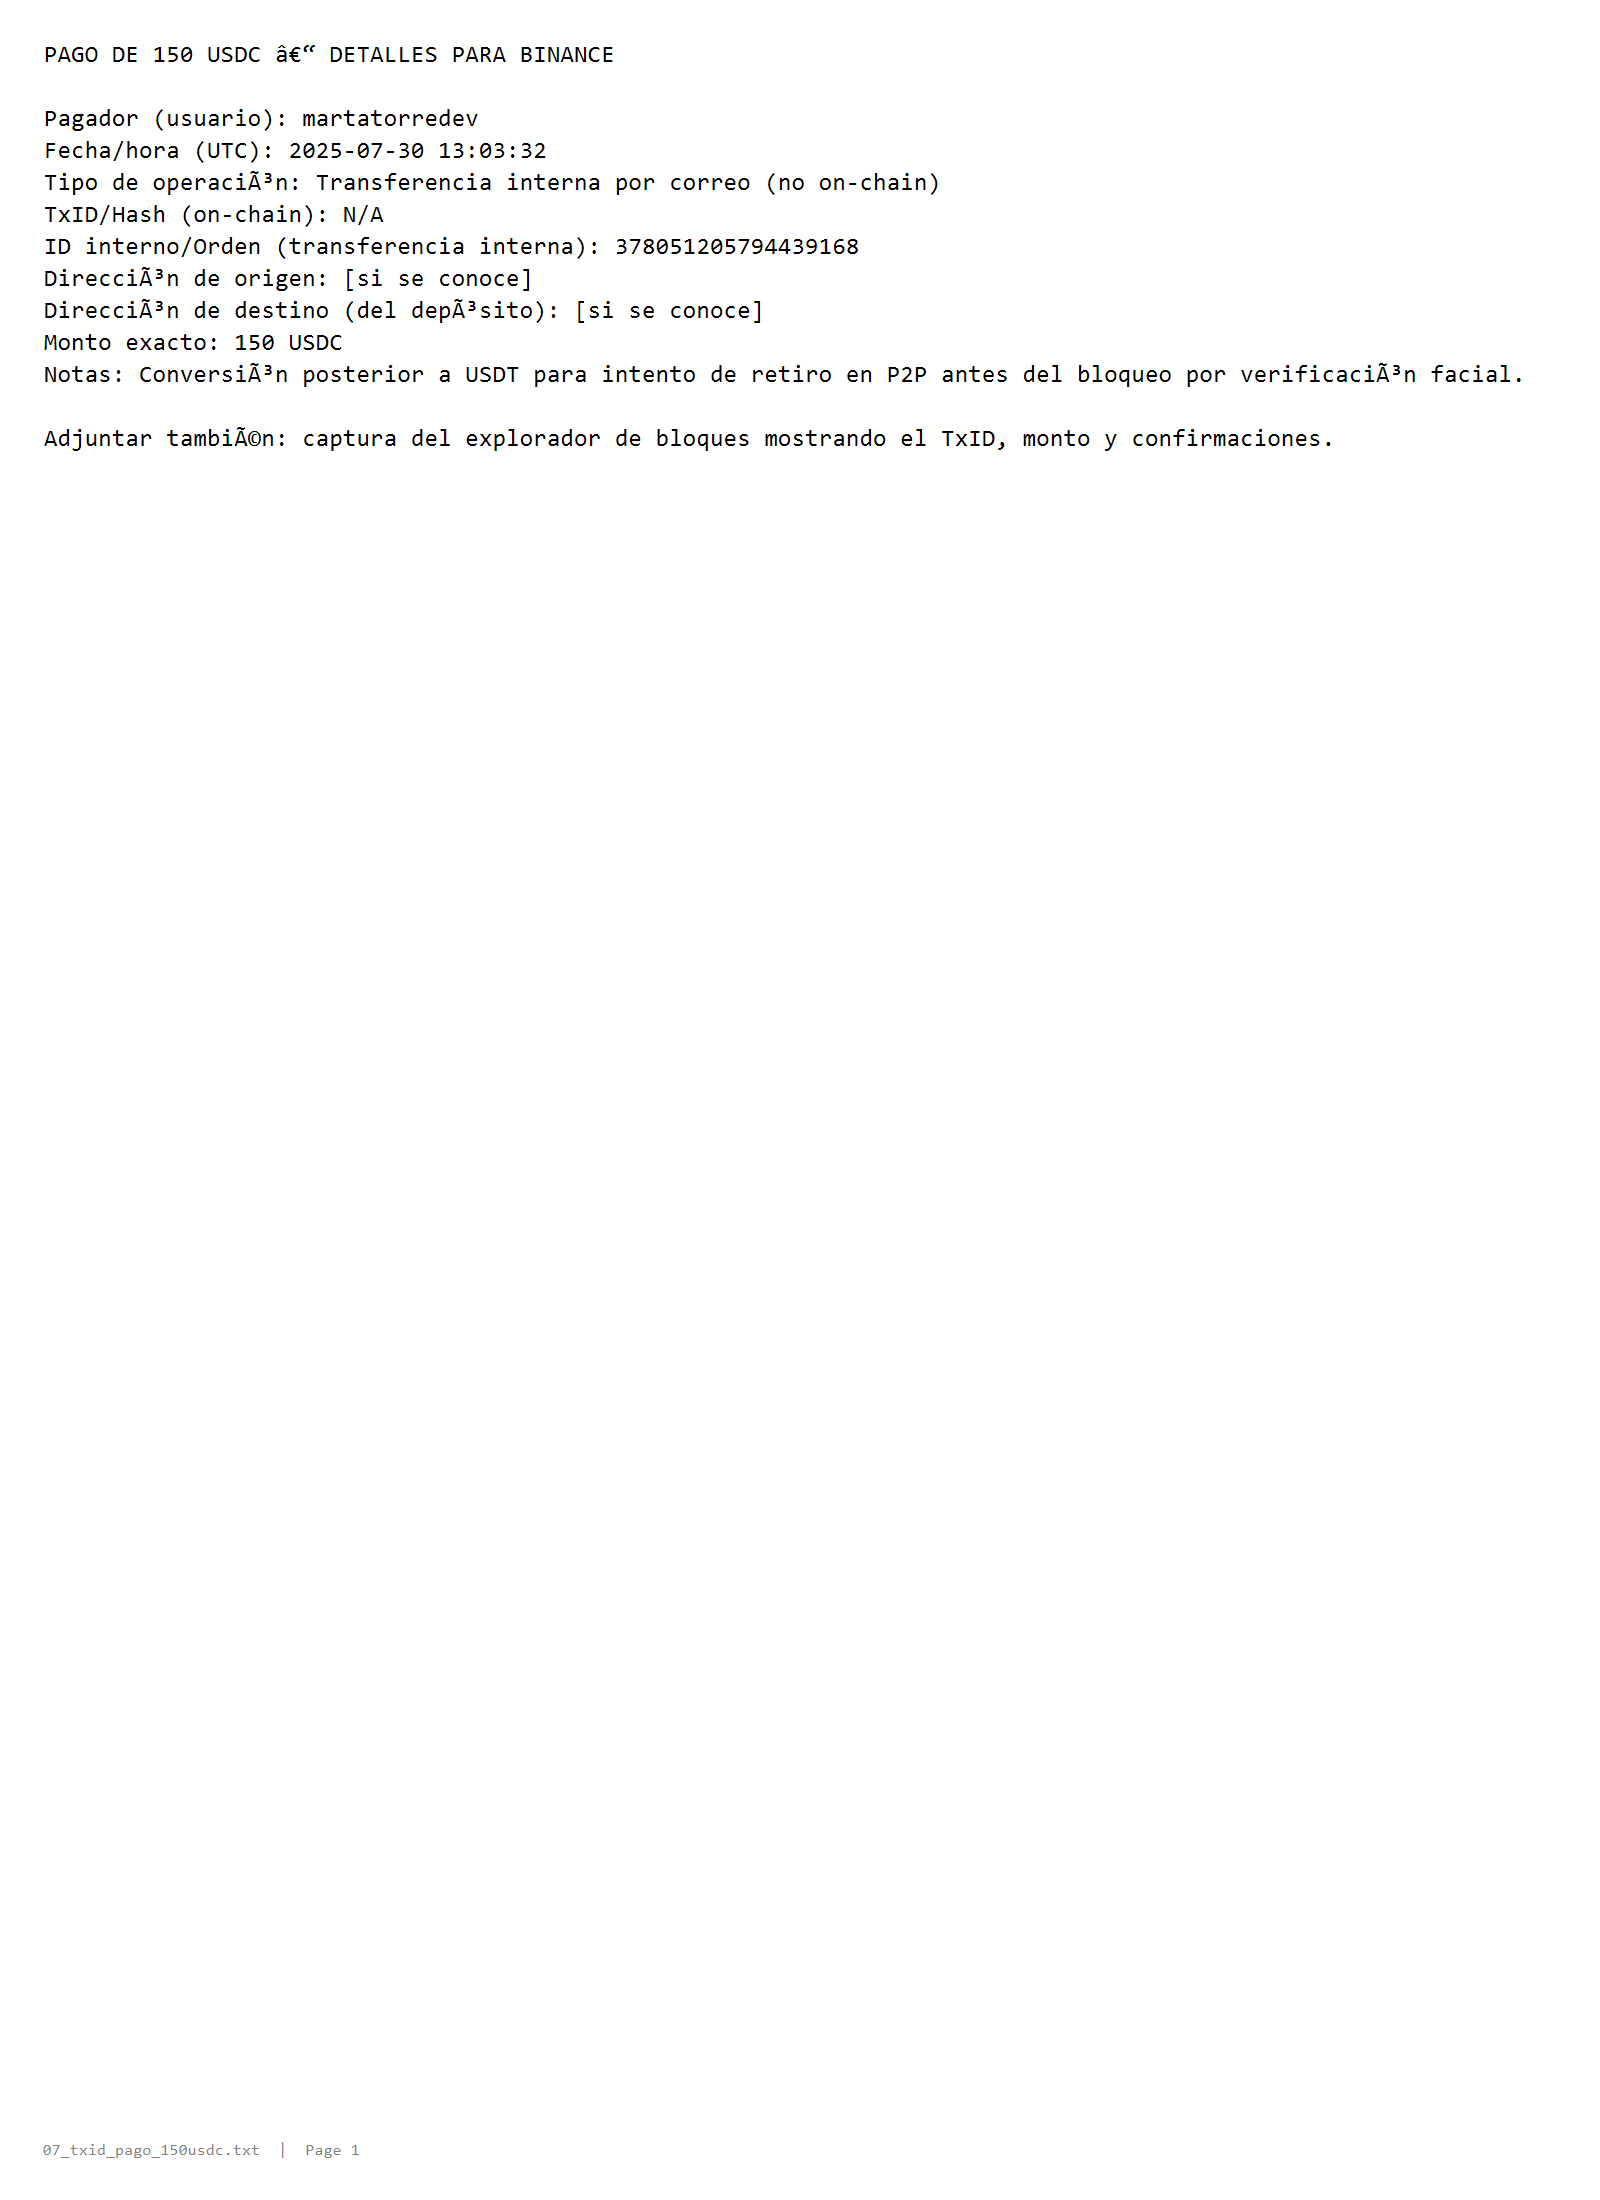 PAGO DE 150 USDC â€“ DETALLES PARA BINANCE
Pagador (usuario): martatorredev
Fecha/hora (UTC): 2025-07-30 13:03:32
Tipo de operaciÃ³n: Transferencia interna por correo (no on-chain)
TxID/Hash (on-chain): N/A
ID interno/Orden (transferencia interna): 378051205794439168
DirecciÃ³n de origen: [si se conoce]
DirecciÃ³n de destino (del depÃ³sito): [si se conoce]
Monto exacto: 150 USDC
Notas: ConversiÃ³n posterior a USDT para intento de retiro en P2P antes del bloqueo por verificaciÃ³n facial.
Adjuntar tambiÃ©n: captura del explorador de bloques mostrando el TxID, monto y confirmaciones.
07_txid_pago_150usdc.txt | Page 1